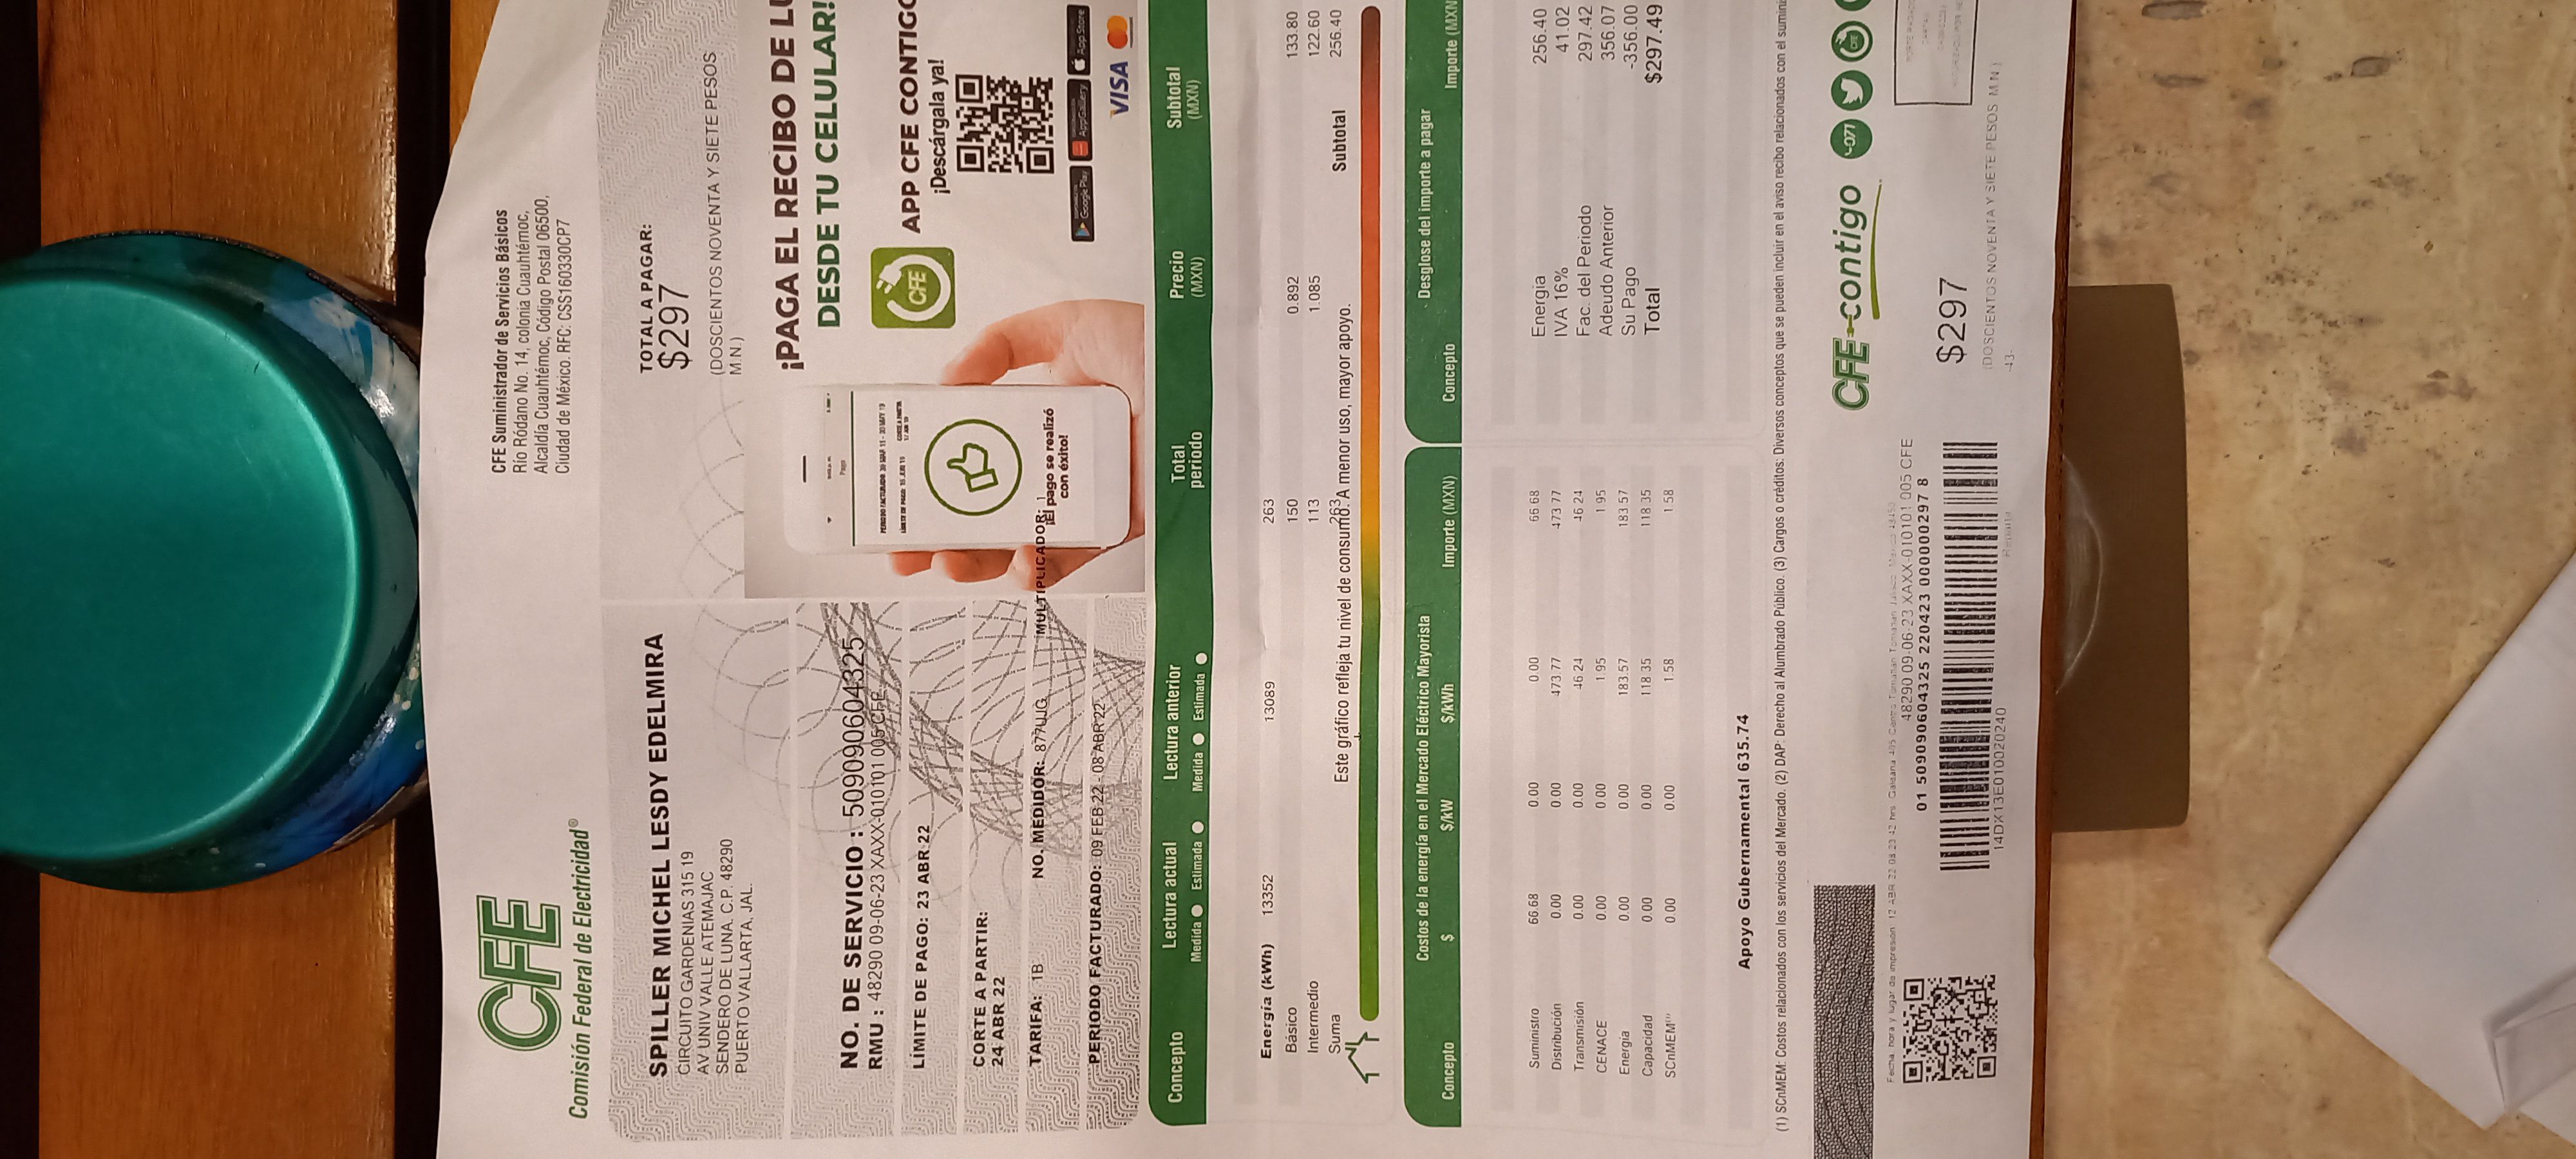 CFE
Comisión Federal de Electricidad®
CFE Suministrador de Servicios Básicos
Río Ródano No. 14, colonia Cuauhtémoc,
Alcaldía Cuauhtémoc, Código Postal 06500,
Ciudad de México. RFC: CSS160330CP7
SPILLER MICHEL LESDY EDELMIRA
CIRCUITO GARDENIAS 315 19
AV UNIV VALLE ATEMAJAC
SENDERO DE LUNA. C.P. 48290
PUERTO VALLARTA, JAL.
TOTAL A PAGAR:
$297
(DOSCIENTOS NOVENTA Y SIETE PESOS
M.N.)
NO. DE SERVICIO : 509090604325
RMU : 48290 09-06-23 XAXX-010101 005 CFE
LÍMITE DE PAGO: 23 ABR 22
CORTE A PARTIR:
24 ABR 22
TARIFA: 1B NO. MEDIDOR: 877UJG MULTIPLICADOR: 1
PERIODO FACTURADO: 09 FEB 22 - 08 ABR 22
Pago
PERIODO FACTURADO
LÍMITE DE PAGO:
¡El pago se realizó
con éxito!
¡PAGA EL RECIBO DE LU
DESDE TU CELULAR!
CFE
APP CFE CONTIGO
¡Descárgala ya!
Google Play
AppGallery
App Store
VISA
Concepto Lectura actual Lectura anterior Total periodo Precio (MXN) Subtotal (MXN)
Medida Estimada Medida Estimada
Energía (kWh) 13352 13089 263
Básico 150 0.892 133.80
Intermedio 113 1.085 122.60
Suma 263 Subtotal 256.40
Este gráfico refleja tu nivel de consumo. A menor uso, mayor apoyo.
Costos de la energía en el Mercado Eléctrico Mayorista
Concepto $ $/kW $/kWh Importe (MXN)
Suministro 66.68 0.00 0.00 66.68
Distribución 0.00 0.00 473.77 473.77
Transmisión 0.00 0.00 46.24 46.24
CENACE 0.00 0.00 1.95 1.95
Energía 0.00 0.00 183.57 183.57
Capacidad 0.00 0.00 118.35 118.35
SCnMEM(1) 0.00 0.00 1.58 1.58
Apoyo Gubernamental 635.74
Desglose del importe a pagar
Concepto Importe (MXN
Energia 256.40
IVA 16% 41.02
Fac. del Periodo 297.42
Adeudo Anterior 356.07
Su Pago -356.00
Total $297.49
(1) SCnMEM: Costos relacionados con los servicios del Mercado. (2) DAP: Derecho al Alumbrado Público. (3) Cargos o créditos: Diversos conceptos que se pueden incluir en el aviso recibo relacionados con el sumini
CFE contigo
071
Fecha, hora y lugar de impresión: 12 ABR 22 08:23:42 hrs. Galeana 405 Centro Tomatlan Tomatlan Jalisco México 48450
48290 09-06-23 XAXX-010101 005 CFE
01 509090604325 220423 000000297 8
14DX13E010020240
Reparto
$297
(DOSCIENTOS NOVENTA Y SIETE PESOS M.N.)
-43-